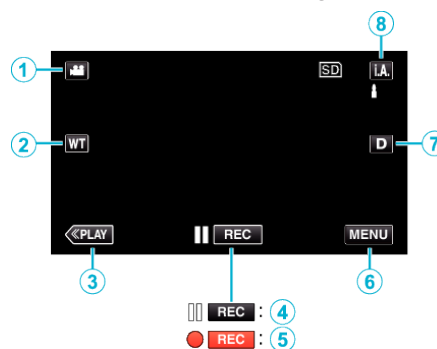 8
1 SD i.A.
2 WT D 7
≪PLAY REC MENU
3 6
REC : 4
REC : 5